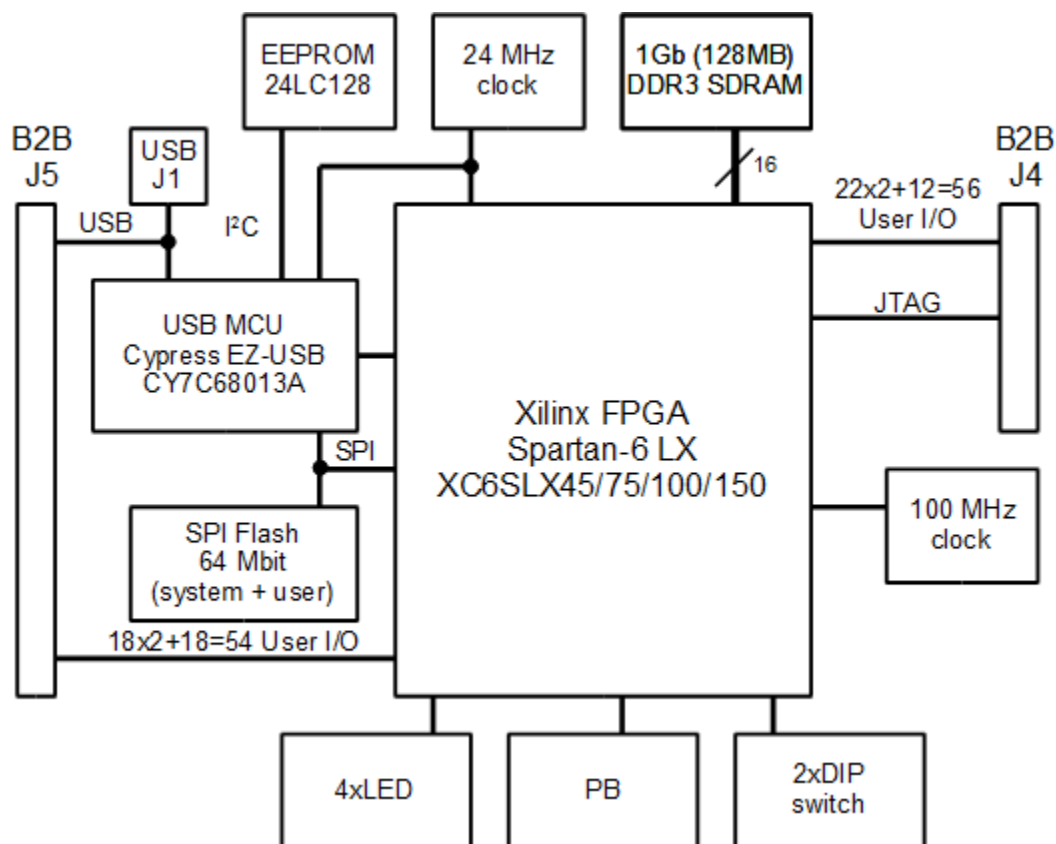 EEPROM
24LC128
24 MHz
clock
1Gb (128MB)
DDR3 SDRAM
B2B
J5
USB
J1
B2B
J4
16
22x2+12=56
User I/O
USB
I²C
JTAG
USB MCU
Cypress EZ-USB
CY7C68013A
Xilinx FPGA
Spartan-6 LX
XC6SLX45/75/100/150
SPI
SPI Flash
64 Mbit
(system + user)
100 MHz
clock
18x2+18=54 User I/O
4xLED
PB
2xDIP
switch